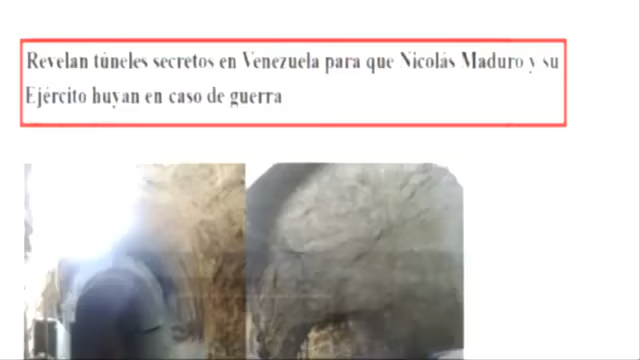 Revelan túneles secretos en Venezuela para que Nicolás Maduro y su
Ejército huyan en caso de guerra